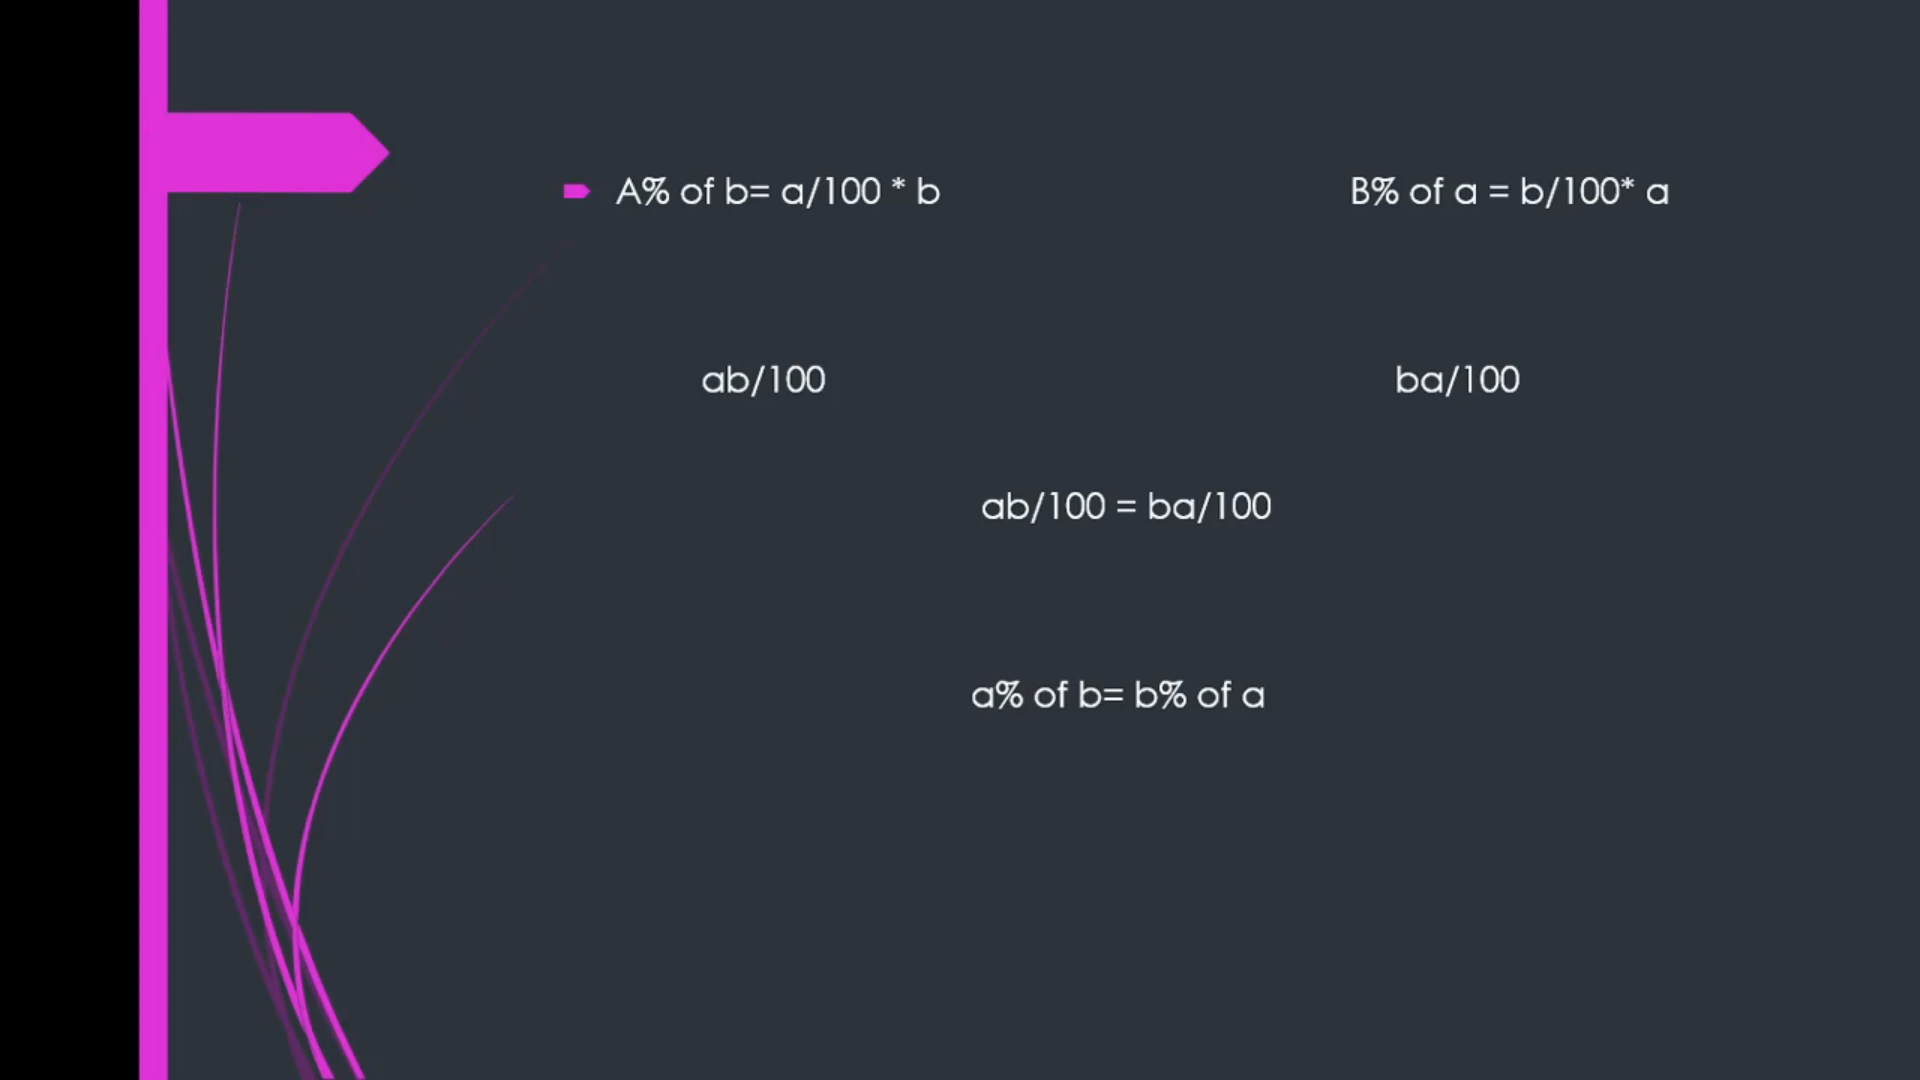 A% of b= a/100 * b
B% of a = b/100* a
ab/100
ba/100
ab/100 = ba/100
a% of b= b% of a